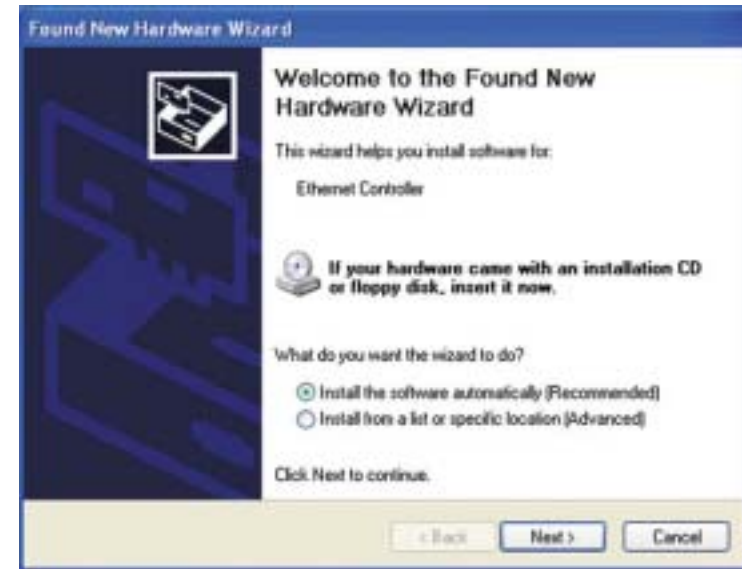 Found New Hardware Wizard
Welcome to the Found New
Hardware Wizard
This wizard helps you install software for:
Ethernet Controller
If your hardware came with an installation CD
or floppy disk, insert it now.
What do you want the wizard to do?
Install the software automatically (Recommended)
Install from a list or specific location (Advanced)
Click Next to continue.
< Back
Next >
Cancel